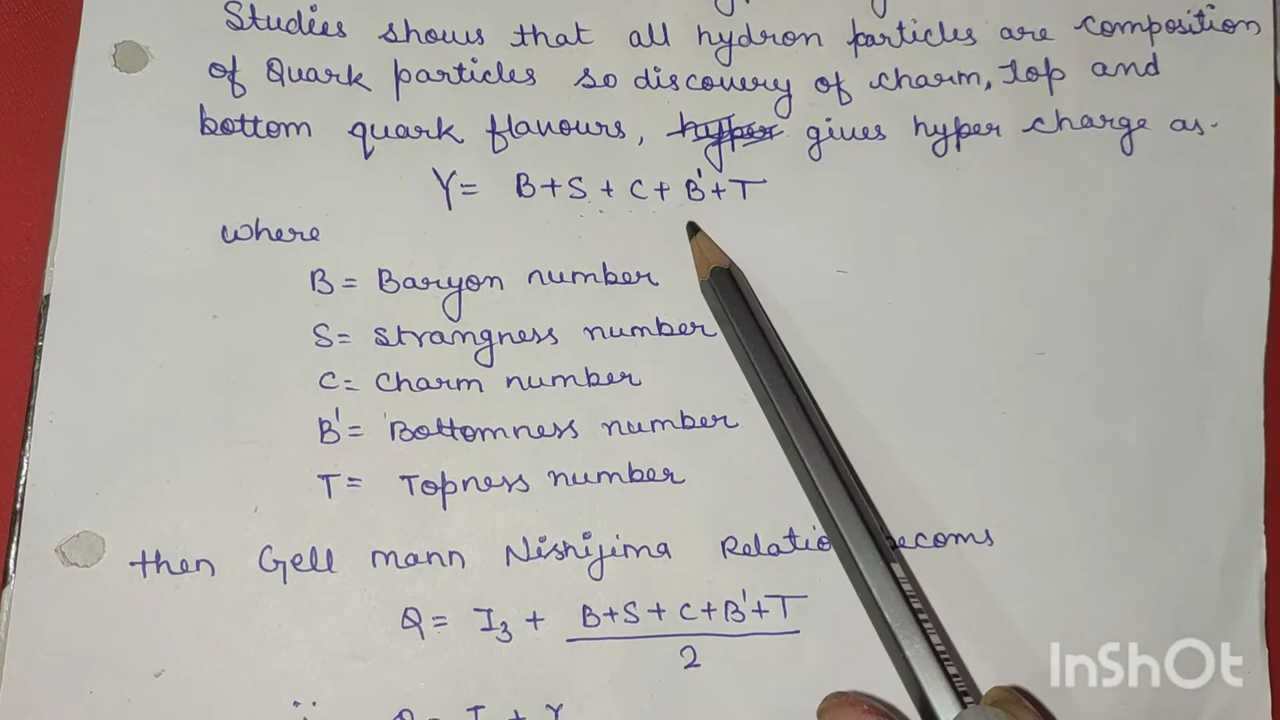 Studies shows that all hydron particles are composition
of Quark particles so discovery of charm, Top and
bottom quark flavours, gives hyper charge as.
Y = B+S+C+B'+T
where
B = Baryon number
S = strangness number
C = charm number
B' = Bottomness number
T = Topness number
then Gell mann Nishijima Relatio ecoms
Q = I3 + B+S+C+B'+T
2
InShOt